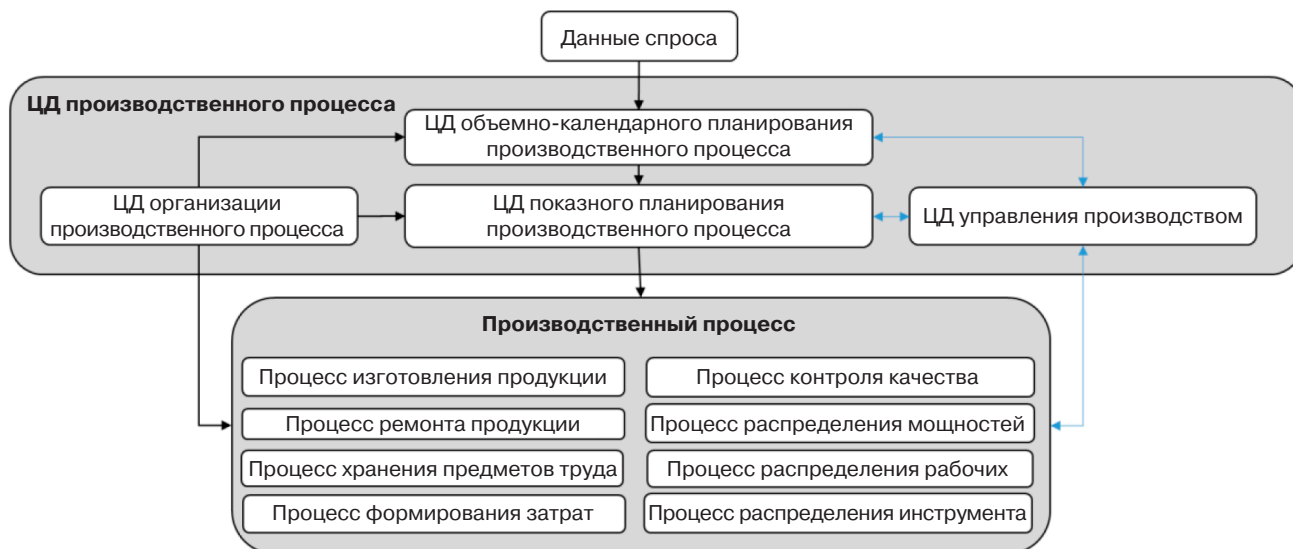 Данные спроса
ЦД производственного процесса
ЦД объемно-календарного планирования
производственного процесса
ЦД организации
производственного процесса
ЦД показного планирования
производственного процесса
ЦД управления производством
Производственный процесс
Процесс изготовления продукции
Процесс контроля качества
Процесс ремонта продукции
Процесс распределения мощностей
Процесс хранения предметов труда
Процесс распределения рабочих
Процесс формирования затрат
Процесс распределения инструмента